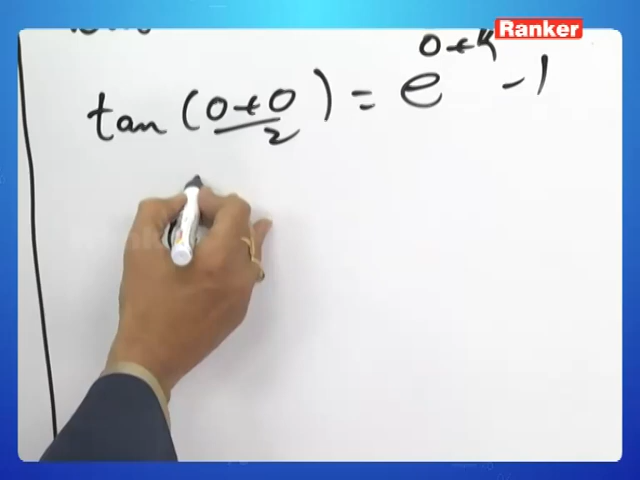 Ranker
tan (0+0/2) = e^0+k - 1